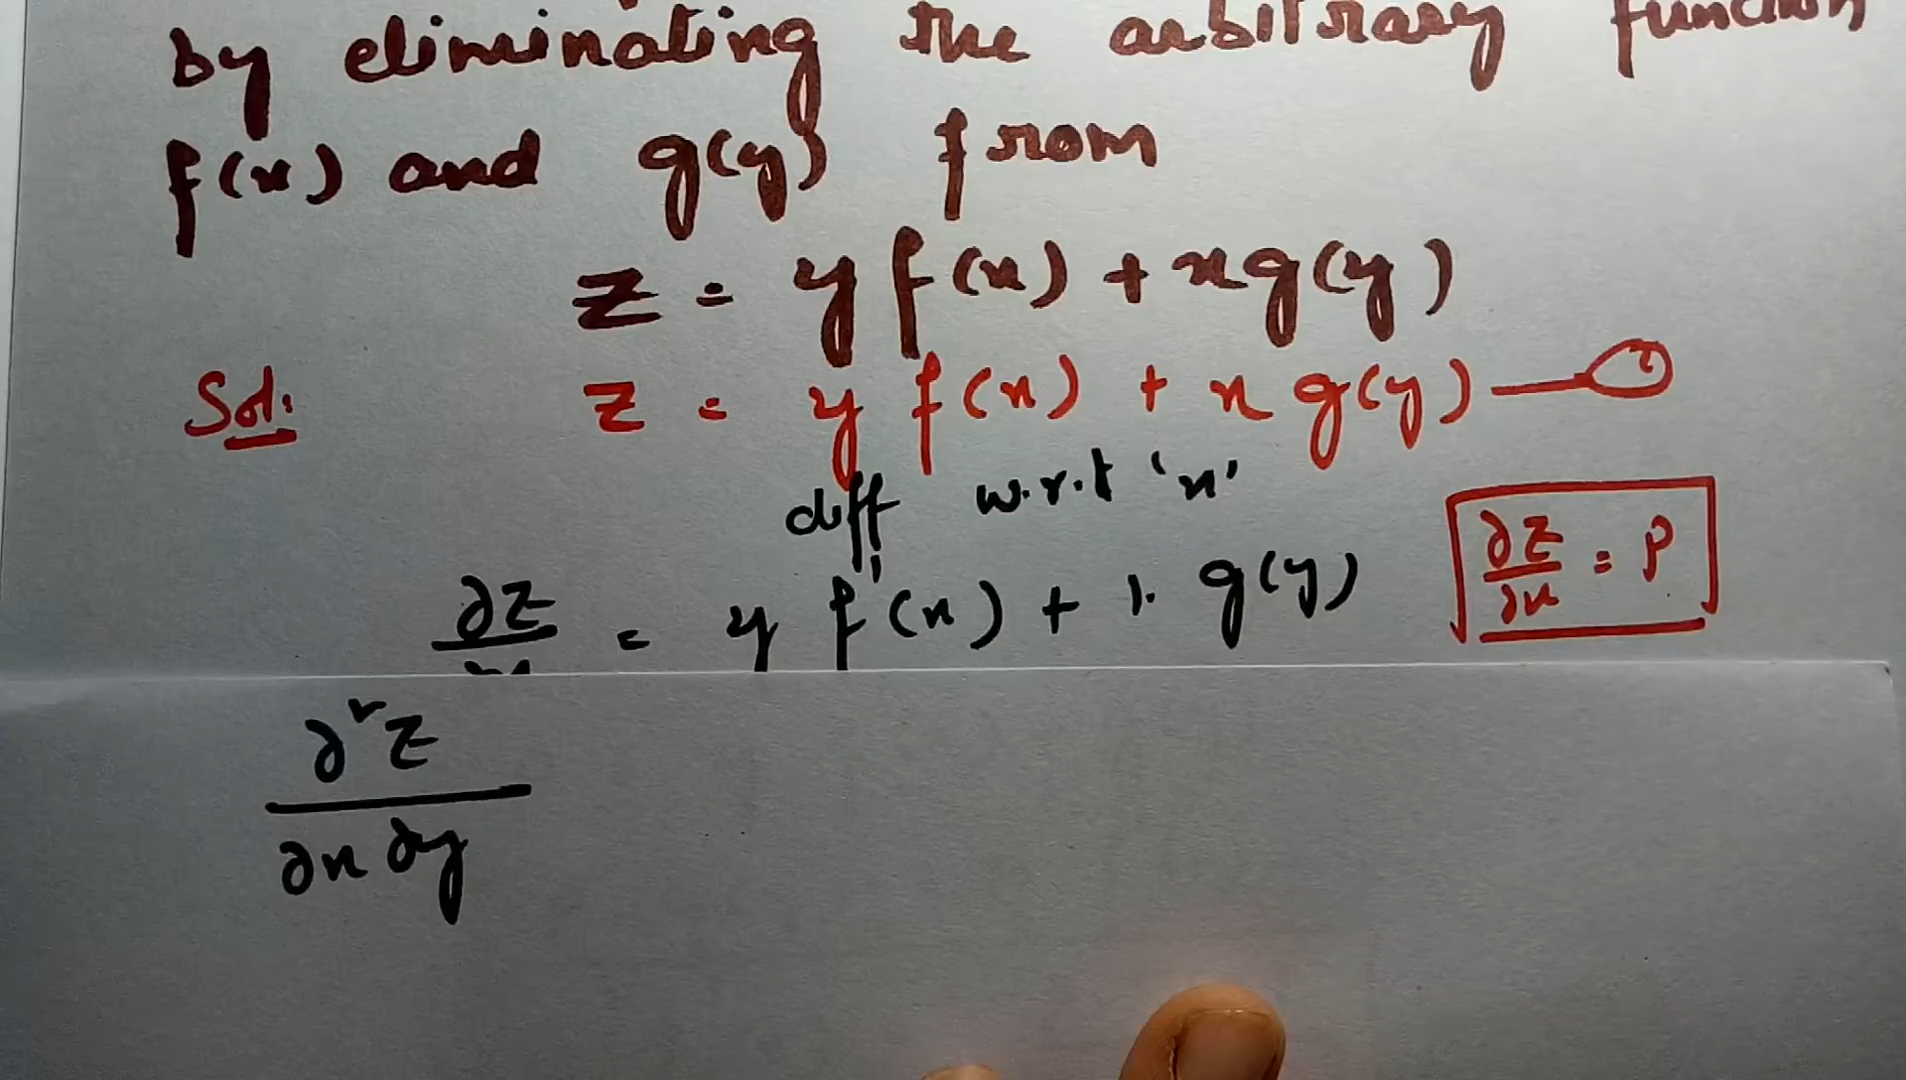 by eliminating the arbitrary function
f(x) and g(y) from
z = y f(x) + x g(y)
Sol: z = y f(x) + x g(y) — 1
diff w.r.t 'x'
∂z/∂x = y f'(x) + 1. g(y) ∂z/∂x = p
∂²z/∂x∂y